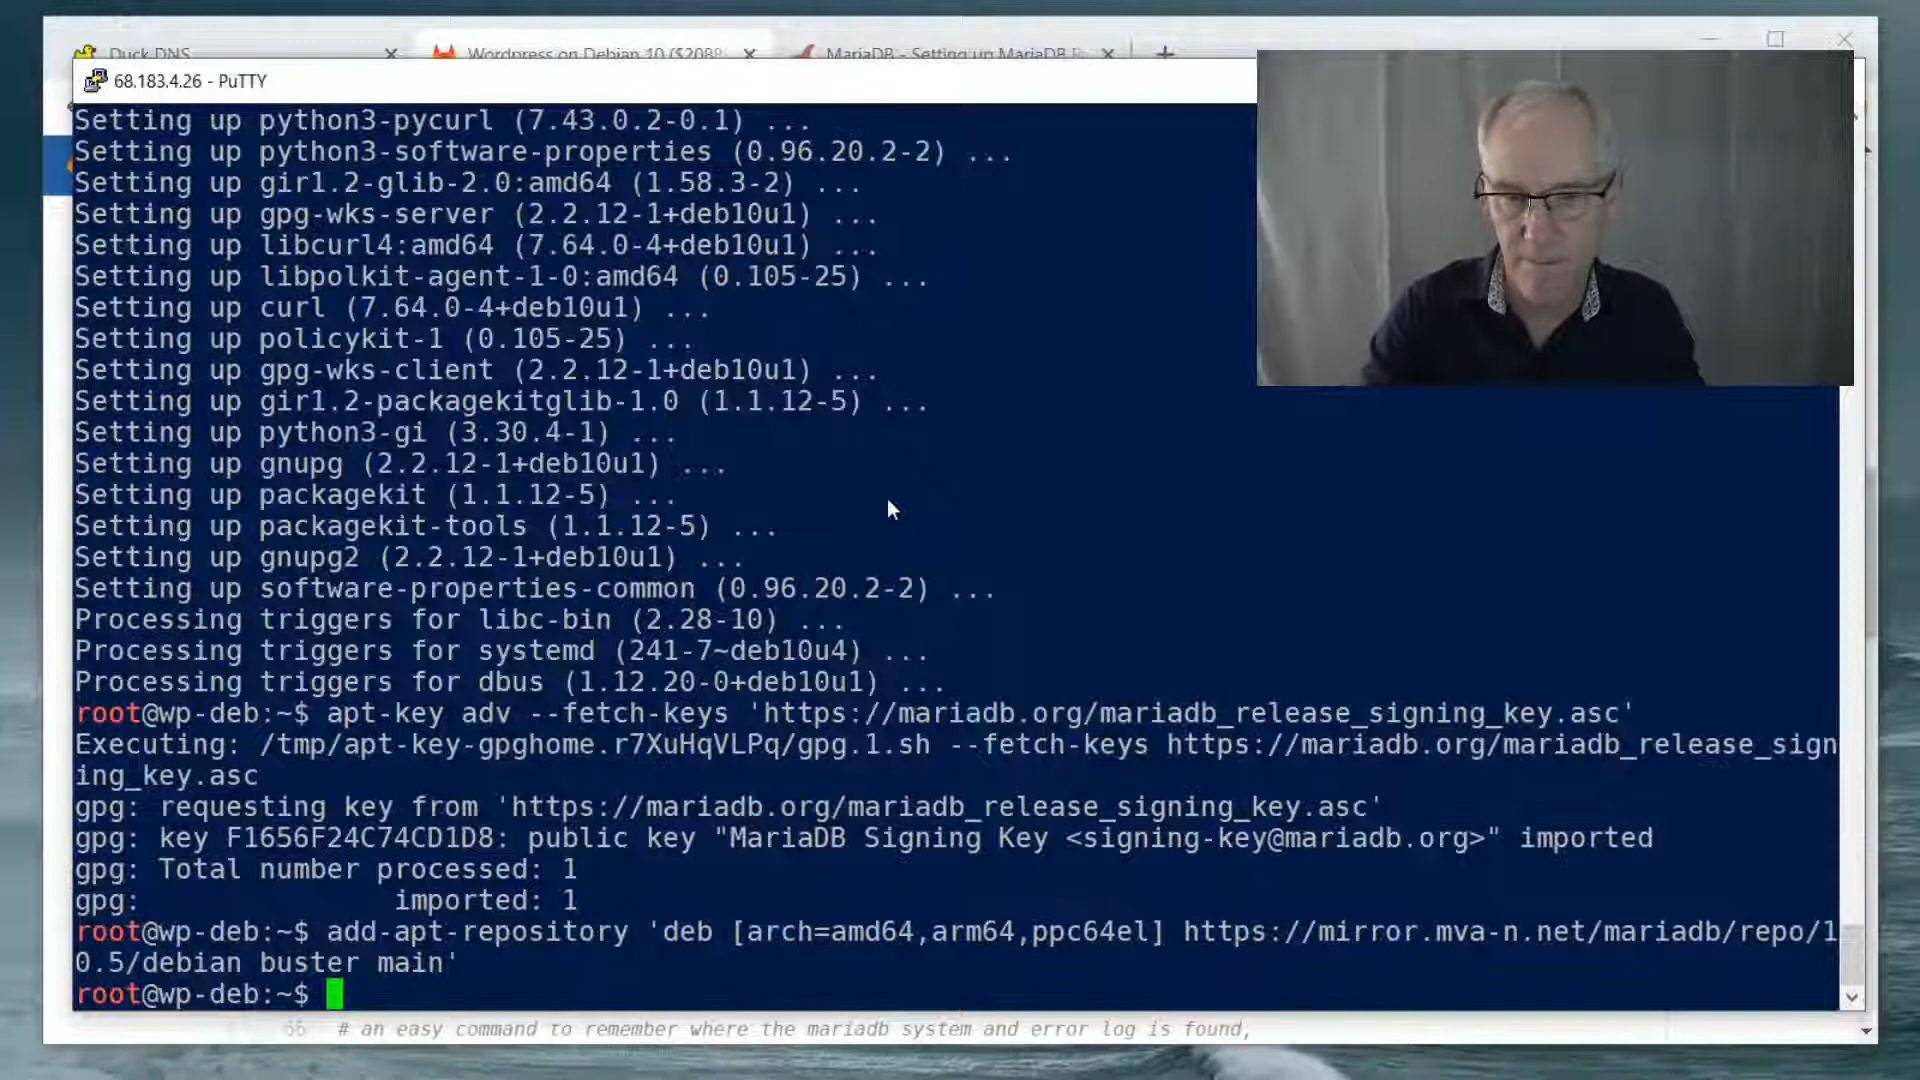 Duck DNS
Wordpress on Debian 10 ($2088
MariaDB - Setting up MariaDB R
68.183.4.26 - PuTTY
Setting up python3-pycurl (7.43.0.2-0.1) ...
Setting up python3-software-properties (0.96.20.2-2) ...
Setting up gir1.2-glib-2.0:amd64 (1.58.3-2) ...
Setting up gpg-wks-server (2.2.12-1+deb10u1) ...
Setting up libcurl4:amd64 (7.64.0-4+deb10u1) ...
Setting up libpolkit-agent-1-0:amd64 (0.105-25) ...
Setting up curl (7.64.0-4+deb10u1) ...
Setting up policykit-1 (0.105-25) ...
Setting up gpg-wks-client (2.2.12-1+deb10u1) ...
Setting up gir1.2-packagekitglib-1.0 (1.1.12-5) ...
Setting up python3-gi (3.30.4-1) ...
Setting up gnupg (2.2.12-1+deb10u1) ...
Setting up packagekit (1.1.12-5) ...
Setting up packagekit-tools (1.1.12-5) ...
Setting up gnupg2 (2.2.12-1+deb10u1) ...
Setting up software-properties-common (0.96.20.2-2) ...
Processing triggers for libc-bin (2.28-10) ...
Processing triggers for systemd (241-7~deb10u4) ...
Processing triggers for dbus (1.12.20-0+deb10u1) ...
root@wp-deb:~$ apt-key adv --fetch-keys 'https://mariadb.org/mariadb_release_signing_key.asc'
Executing: /tmp/apt-key-gpghome.r7XuHqVLPq/gpg.1.sh --fetch-keys https://mariadb.org/mariadb_release_sign
ing_key.asc
gpg: requesting key from 'https://mariadb.org/mariadb_release_signing_key.asc'
gpg: key F1656F24C74CD1D8: public key "MariaDB Signing Key <signing-key@mariadb.org>" imported
gpg: Total number processed: 1
gpg:               imported: 1
root@wp-deb:~$ add-apt-repository 'deb [arch=amd64,arm64,ppc64el] https://mirror.mva-n.net/mariadb/repo/1
0.5/debian buster main'
root@wp-deb:~$
66 # an easy command to remember where the mariadb system and error log is found,